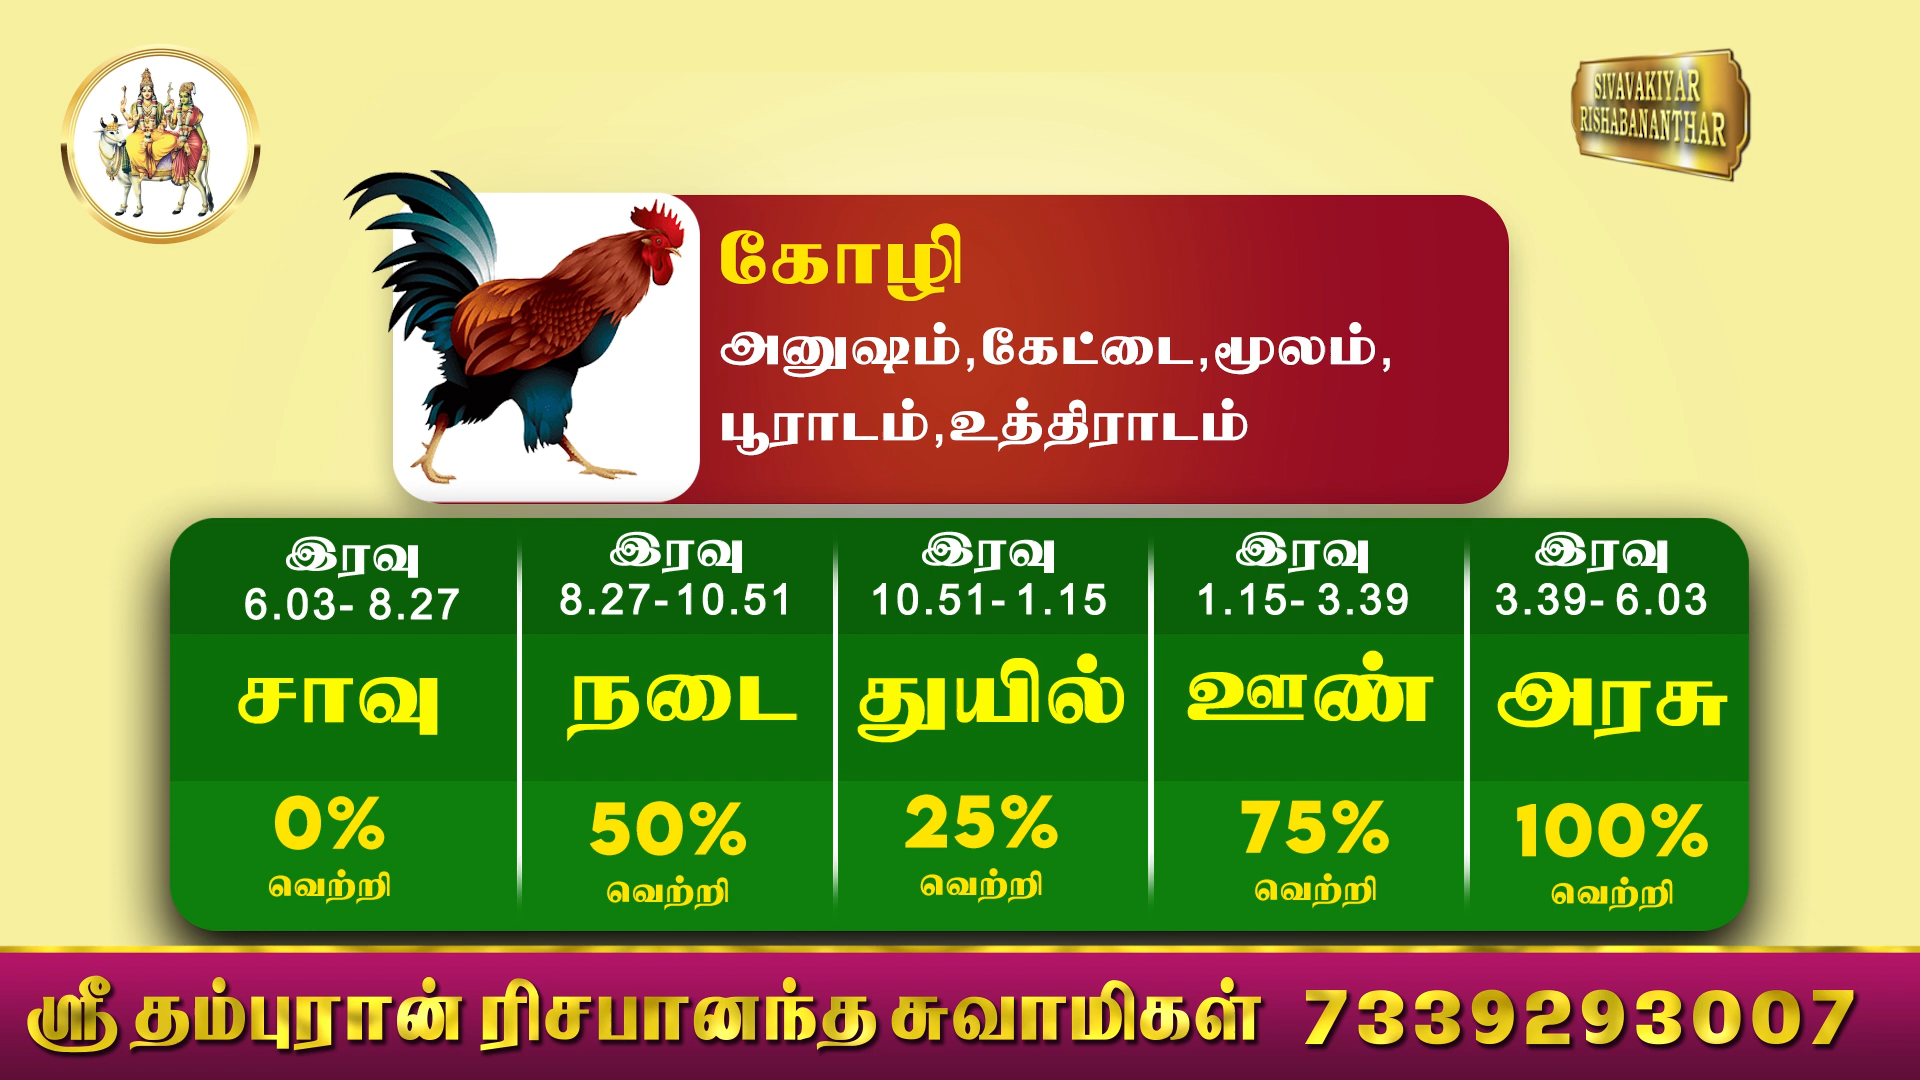 SIVAVAKIYAR
RISHABANANTHAR
கோழி
அனுஷம்,கேட்டை,மூலம்,
பூராடம்,உத்திராடம்
இரவு
6.03- 8.27
சாவு
0%
வெற்றி
இரவு
8.27-10.51
நடை
50%
வெற்றி
இரவு
10.51- 1.15
துயில்
25%
வெற்றி
இரவு
1.15- 3.39
ஊண்
75%
வெற்றி
இரவு
3.39- 6.03
அரசு
100%
வெற்றி
ஸ்ரீ தம்புரான் ரிசபானந்த சுவாமிகள் 7339293007